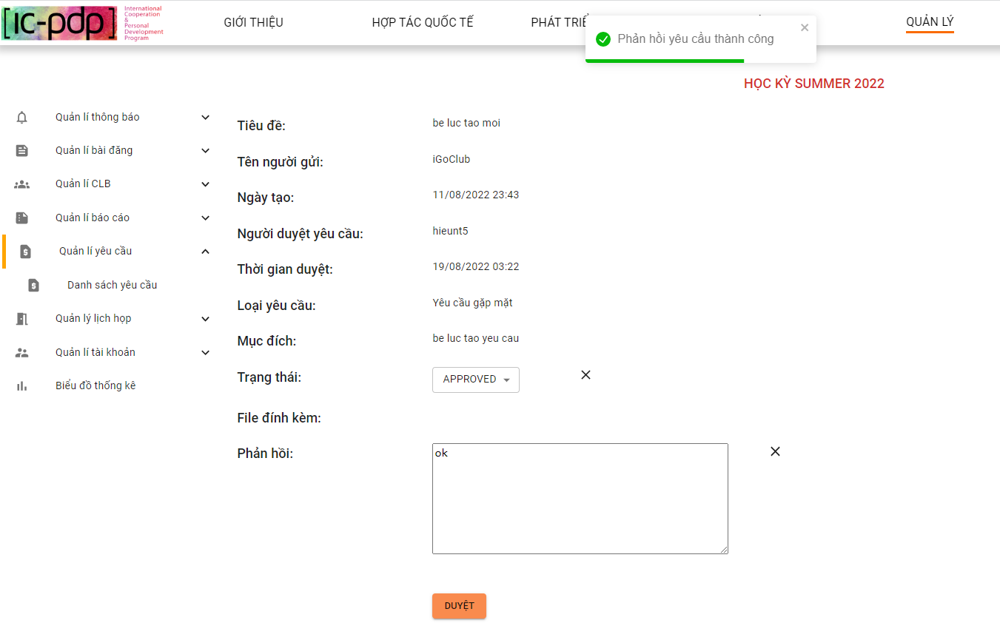 [ic-pdp]
International
Cooperation
&
Personal
Development
Program
GIỚI THIỆU
HỢP TÁC QUỐC TẾ
PHÁT TRIỂ
QUẢN LÝ
Phản hồi yêu cầu thành công
HỌC KỲ SUMMER 2022
Quản lí thông báo
Quản lí bài đăng
Quản lí CLB
Quản lí báo cáo
Quản lí yêu cầu
Danh sách yêu cầu
Quản lý lịch họp
Quản lí tài khoản
Biểu đồ thống kê
Tiêu đề: be luc tao moi
Tên người gửi: iGoClub
Ngày tạo: 11/08/2022 23:43
Người duyệt yêu cầu: hieunt5
Thời gian duyệt: 19/08/2022 03:22
Loại yêu cầu: Yêu cầu gặp mặt
Mục đích: be luc tao yeu cau
Trạng thái: APPROVED
File đính kèm:
Phản hồi: ok
DUYỆT